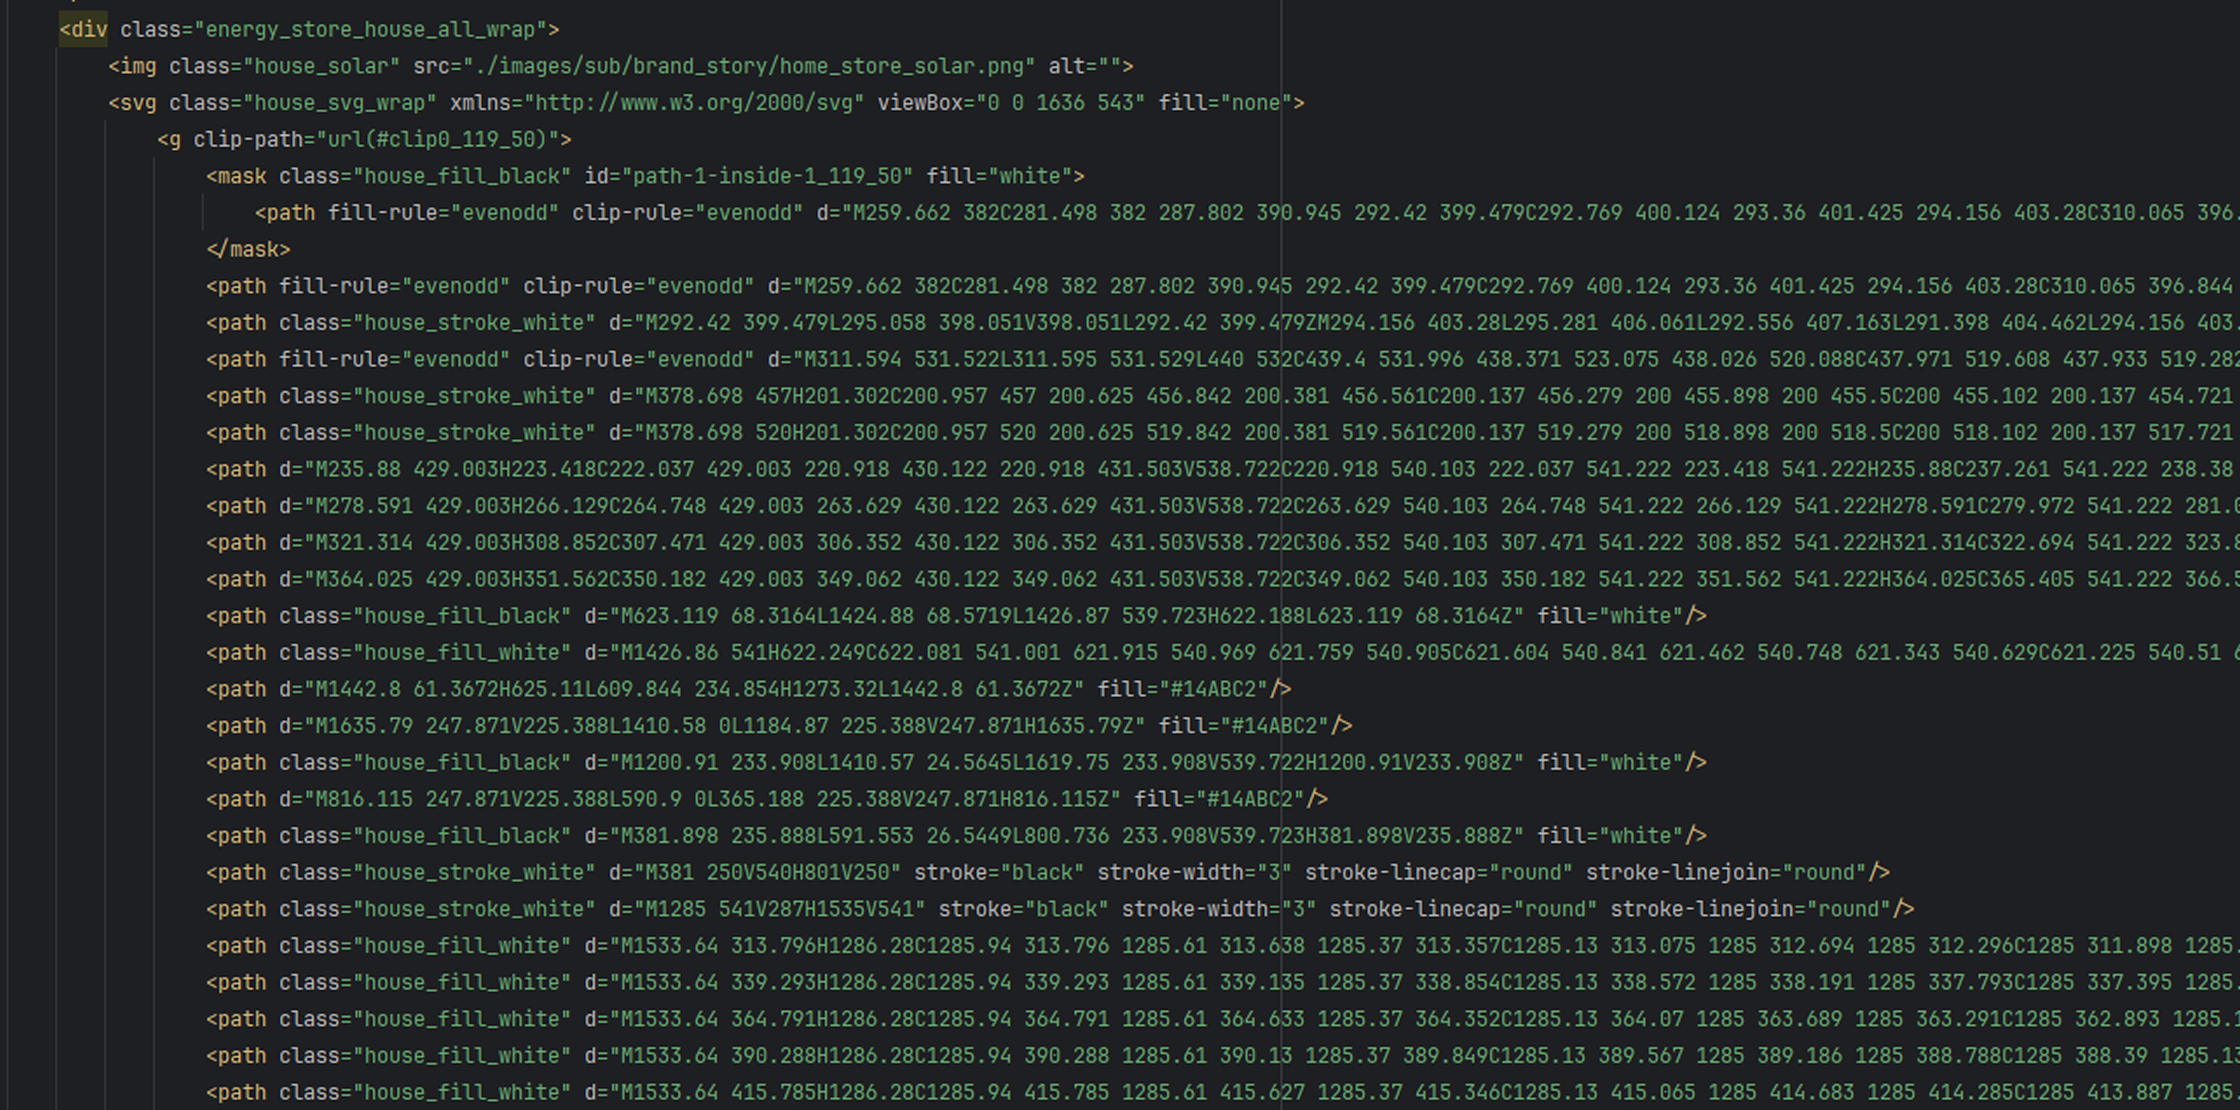 <div class="energy_store_house_all_wrap">
<img class="house_solar" src="./images/sub/brand_story/home_store_solar.png" alt="">
<svg class="house_svg_wrap" xmlns="http://www.w3.org/2000/svg" viewBox="0 0 1636 543" fill="none">
<g clip-path="url(#clip0_119_50)">
<mask class="house_fill_black" id="path-1-inside-1_119_50" fill="white">
<path fill-rule="evenodd" clip-rule="evenodd" d="M259.662 382C281.498 382 287.802 390.945 292.42 399.479C292.769 400.124 293.36 401.425 294.156 403.28C310.065 396.
</mask>
<path fill-rule="evenodd" clip-rule="evenodd" d="M259.662 382C281.498 382 287.802 390.945 292.42 399.479C292.769 400.124 293.36 401.425 294.156 403.28C310.065 396.844
<path class="house_stroke_white" d="M292.42 399.479L295.058 398.051V398.051L292.42 399.479ZM294.156 403.28L295.281 406.061L292.556 407.163L291.398 404.462L294.156 403.
<path fill-rule="evenodd" clip-rule="evenodd" d="M311.594 531.522L311.595 531.529L440 532C439.4 531.996 438.371 523.075 438.026 520.088C437.971 519.608 437.933 519.282
<path class="house_stroke_white" d="M378.698 457H201.302C200.957 457 200.625 456.842 200.381 456.561C200.137 456.279 200 455.898 200 455.5C200 455.102 200.137 454.721
<path class="house_stroke_white" d="M378.698 520H201.302C200.957 520 200.625 519.842 200.381 519.561C200.137 519.279 200 518.898 200 518.5C200 518.102 200.137 517.721
<path d="M235.88 429.003H223.418C222.037 429.003 220.918 430.122 220.918 431.503V538.722C220.918 540.103 222.037 541.222 223.418 541.222H235.88C237.261 541.222 238.38
<path d="M278.591 429.003H266.129C264.748 429.003 263.629 430.122 263.629 431.503V538.722C263.629 540.103 264.748 541.222 266.129 541.222H278.591C279.972 541.222 281.0
<path d="M321.314 429.003H308.852C307.471 429.003 306.352 430.122 306.352 431.503V538.722C306.352 540.103 307.471 541.222 308.852 541.222H321.314C322.694 541.222 323.8
<path d="M364.025 429.003H351.562C350.182 429.003 349.062 430.122 349.062 431.503V538.722C349.062 540.103 350.182 541.222 351.562 541.222H364.025C365.405 541.222 366.5
<path class="house_fill_black" d="M623.119 68.3164L1424.88 68.5719L1426.87 539.723H622.188L623.119 68.3164Z" fill="white"/>
<path class="house_fill_white" d="M1426.86 541H622.249C622.081 541.001 621.915 540.969 621.759 540.905C621.604 540.841 621.462 540.748 621.343 540.629C621.225 540.51 6
<path d="M1442.8 61.3672H625.11L609.844 234.854H1273.32L1442.8 61.3672Z" fill="#14ABC2"/>
<path d="M1635.79 247.871V225.388L1410.58 0L1184.87 225.388V247.871H1635.79Z" fill="#14ABC2"/>
<path class="house_fill_black" d="M1200.91 233.908L1410.57 24.5645L1619.75 233.908V539.722H1200.91V233.908Z" fill="white"/>
<path d="M816.115 247.871V225.388L590.9 0L365.188 225.388V247.871H816.115Z" fill="#14ABC2"/>
<path class="house_fill_black" d="M381.898 235.888L591.553 26.5449L800.736 233.908V539.723H381.898V235.888Z" fill="white"/>
<path class="house_stroke_white" d="M381 250V540H801V250" stroke="black" stroke-width="3" stroke-linecap="round" stroke-linejoin="round"/>
<path class="house_stroke_white" d="M1285 541V287H1535V541" stroke="black" stroke-width="3" stroke-linecap="round" stroke-linejoin="round"/>
<path class="house_fill_white" d="M1533.64 313.796H1286.28C1285.94 313.796 1285.61 313.638 1285.37 313.357C1285.13 313.075 1285 312.694 1285 312.296C1285 311.898 1285.
<path class="house_fill_white" d="M1533.64 339.293H1286.28C1285.94 339.293 1285.61 339.135 1285.37 338.854C1285.13 338.572 1285 338.191 1285 337.793C1285 337.395 1285.
<path class="house_fill_white" d="M1533.64 364.791H1286.28C1285.94 364.791 1285.61 364.633 1285.37 364.352C1285.13 364.07 1285 363.689 1285 363.291C1285 362.893 1285.1
<path class="house_fill_white" d="M1533.64 390.288H1286.28C1285.94 390.288 1285.61 390.13 1285.37 389.849C1285.13 389.567 1285 389.186 1285 388.788C1285 388.39 1285.13
<path class="house_fill_white" d="M1533.64 415.785H1286.28C1285.94 415.785 1285.61 415.627 1285.37 415.346C1285.13 415.065 1285 414.683 1285 414.285C1285 413.887 1285.